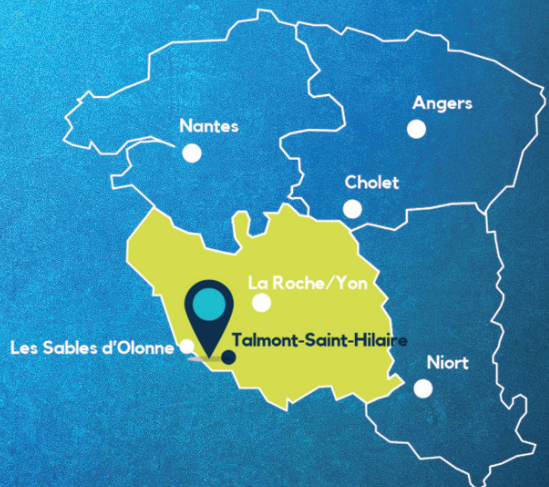 Angers
Nantes
Cholet
La Roche/Yon
Talmont-Saint-Hilaire
Les Sables d'Olonne
Niort